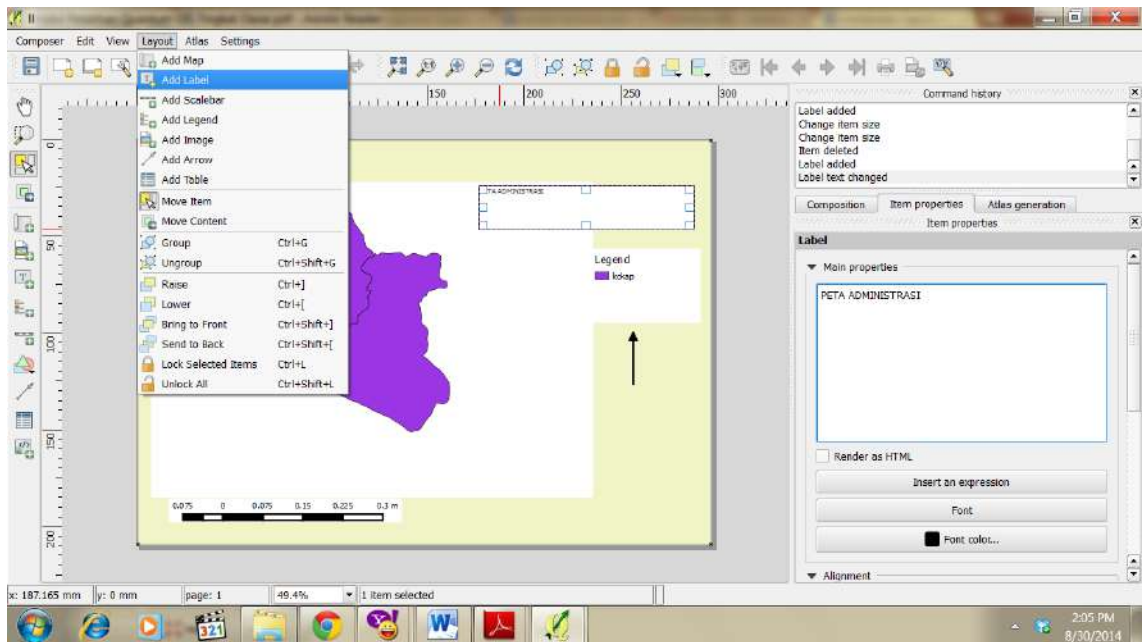 Composer Edit View Layout Atlas Settings
Add Map
Add Label
Add Scalebar
Add Legend
Add Image
Add Arrow
Add Table
Move Item
Move Content
Group Ctrl+G
Ungroup Ctrl+Shift+G
Raise Ctrl+]
Lower Ctrl+[
Bring to Front Ctrl+Shift+]
Send to Back Ctrl+Shift+[
Lock Selected Items Ctrl+L
Unlock All Ctrl+Shift+L
150 200 250 300
0
50
100
150
200
Legend
kokap
0.075 0 0.075 0.15 0.225 0.3 m
Command history
Label added
Change item size
Change item size
Item deleted
Label added
Label text changed
Composition Item properties Atlas generation
Item properties
Label
Main properties
PETA ADMINISTRASI
Render as HTML
Insert an expression
Font
Font color...
Alignment
x: 187.165 mm y: 0 mm page: 1 49.4% 1 item selected
321
2:05 PM
8/30/2014